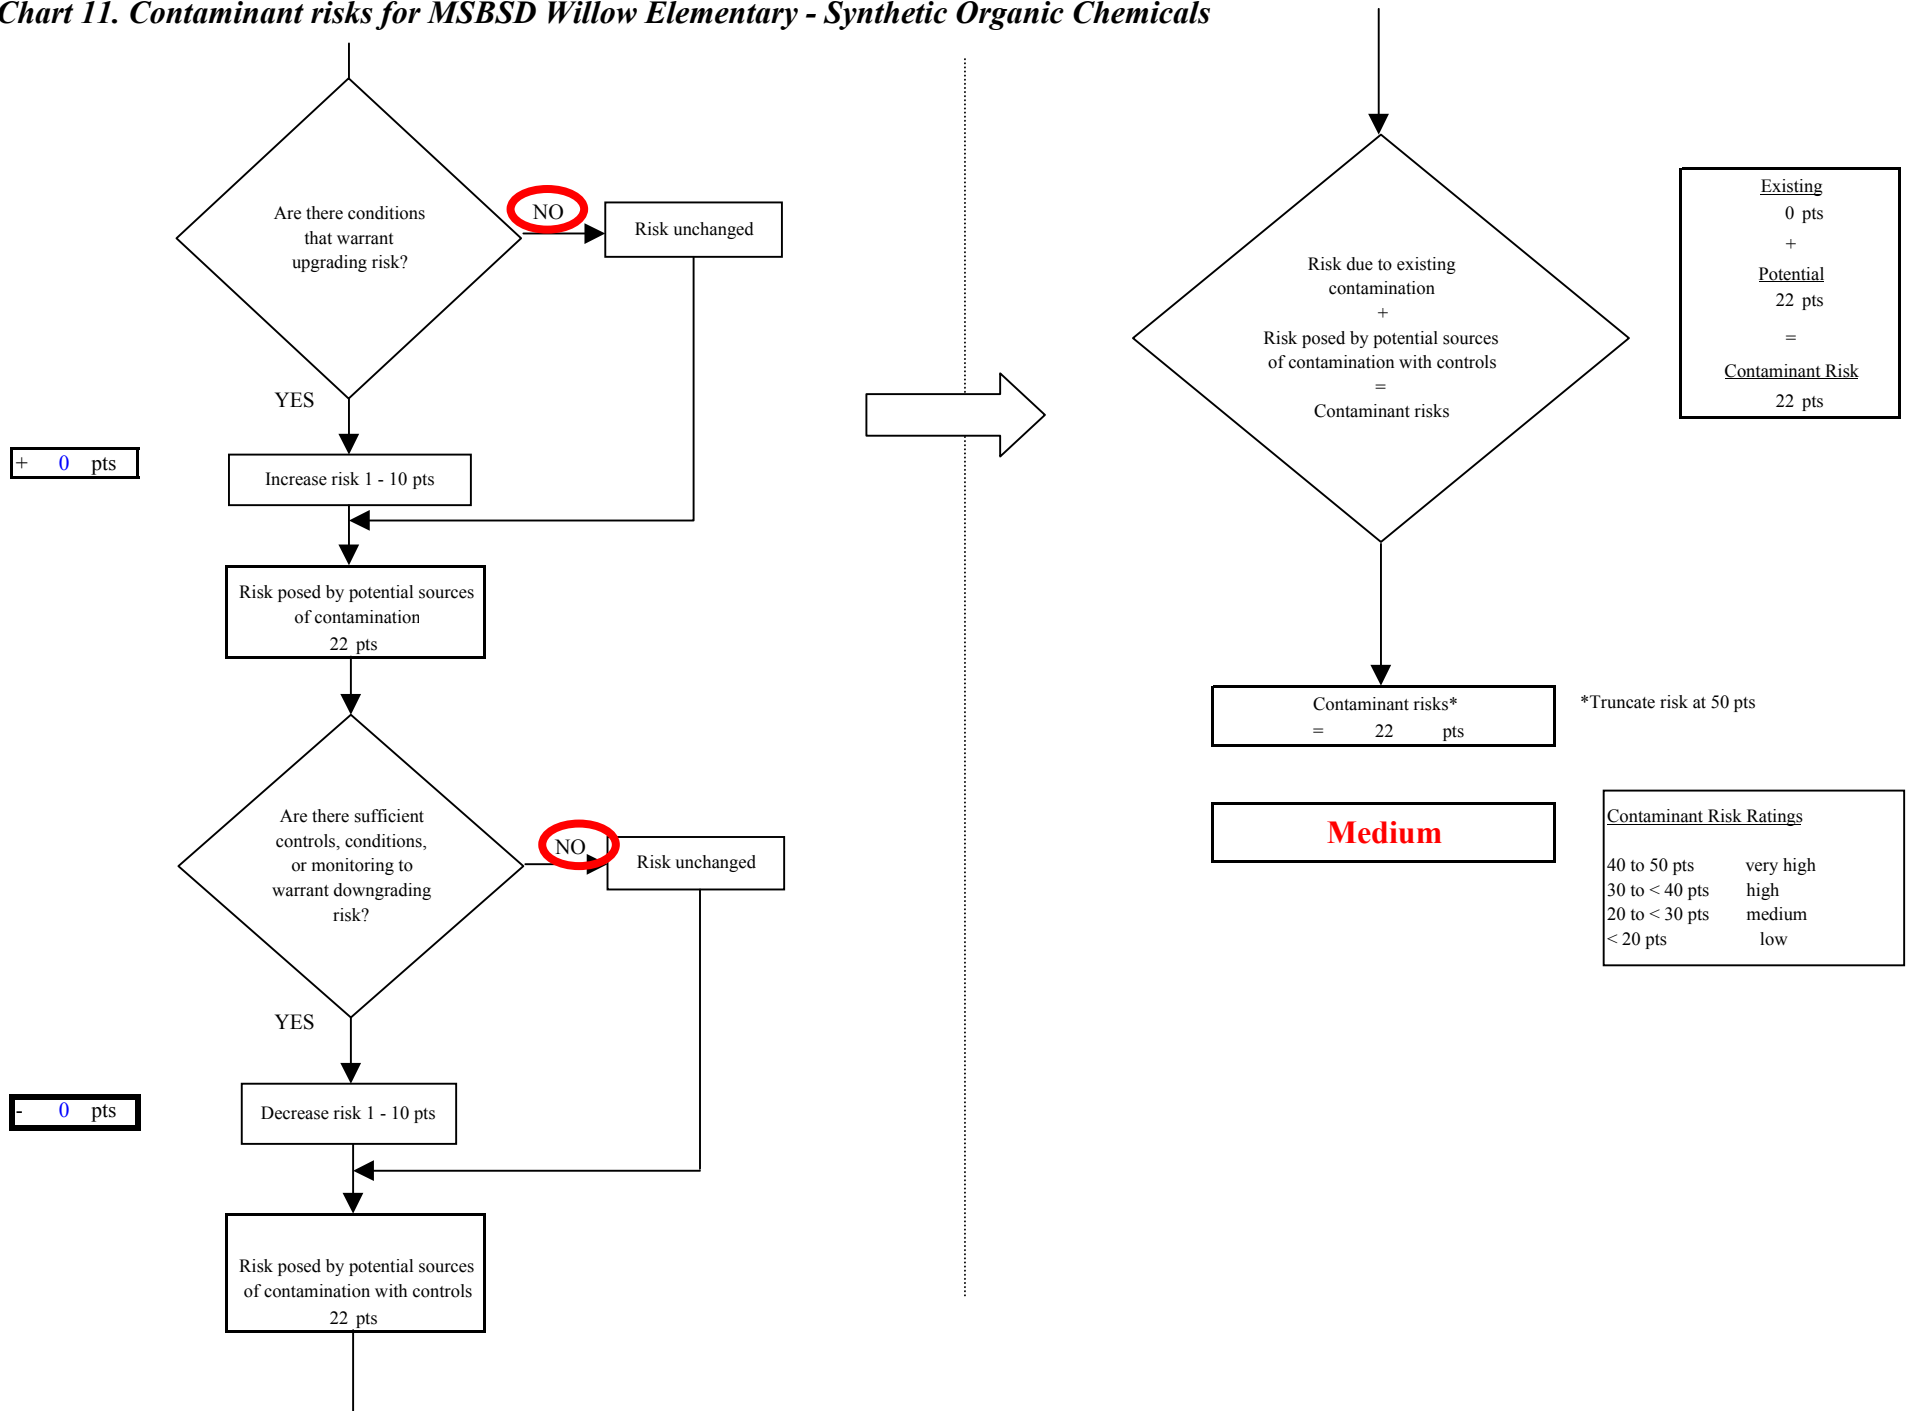 Chart 11. Contaminant risks for MSBSD Willow Elementary - Synthetic Organic Chemicals
Are there conditions
that warrant
upgrading risk?
NO
Risk unchanged
YES
+ 0 pts
Increase risk 1 - 10 pts
Risk posed by potential sources
of contamination
22 pts
Are there sufficient
controls, conditions,
or monitoring to
warrant downgrading
risk?
NO
Risk unchanged
YES
- 0 pts
Decrease risk 1 - 10 pts
Risk posed by potential sources
of contamination with controls
22 pts
Risk due to existing
contamination
+
Risk posed by potential sources
of contamination with controls
=
Contaminant risks
Existing
0 pts
+
Potential
22 pts
=
Contaminant Risk
22 pts
Contaminant risks*
= 22 pts
*Truncate risk at 50 pts
Medium
Contaminant Risk Ratings
40 to 50 pts very high
30 to < 40 pts high
20 to < 30 pts medium
< 20 pts low